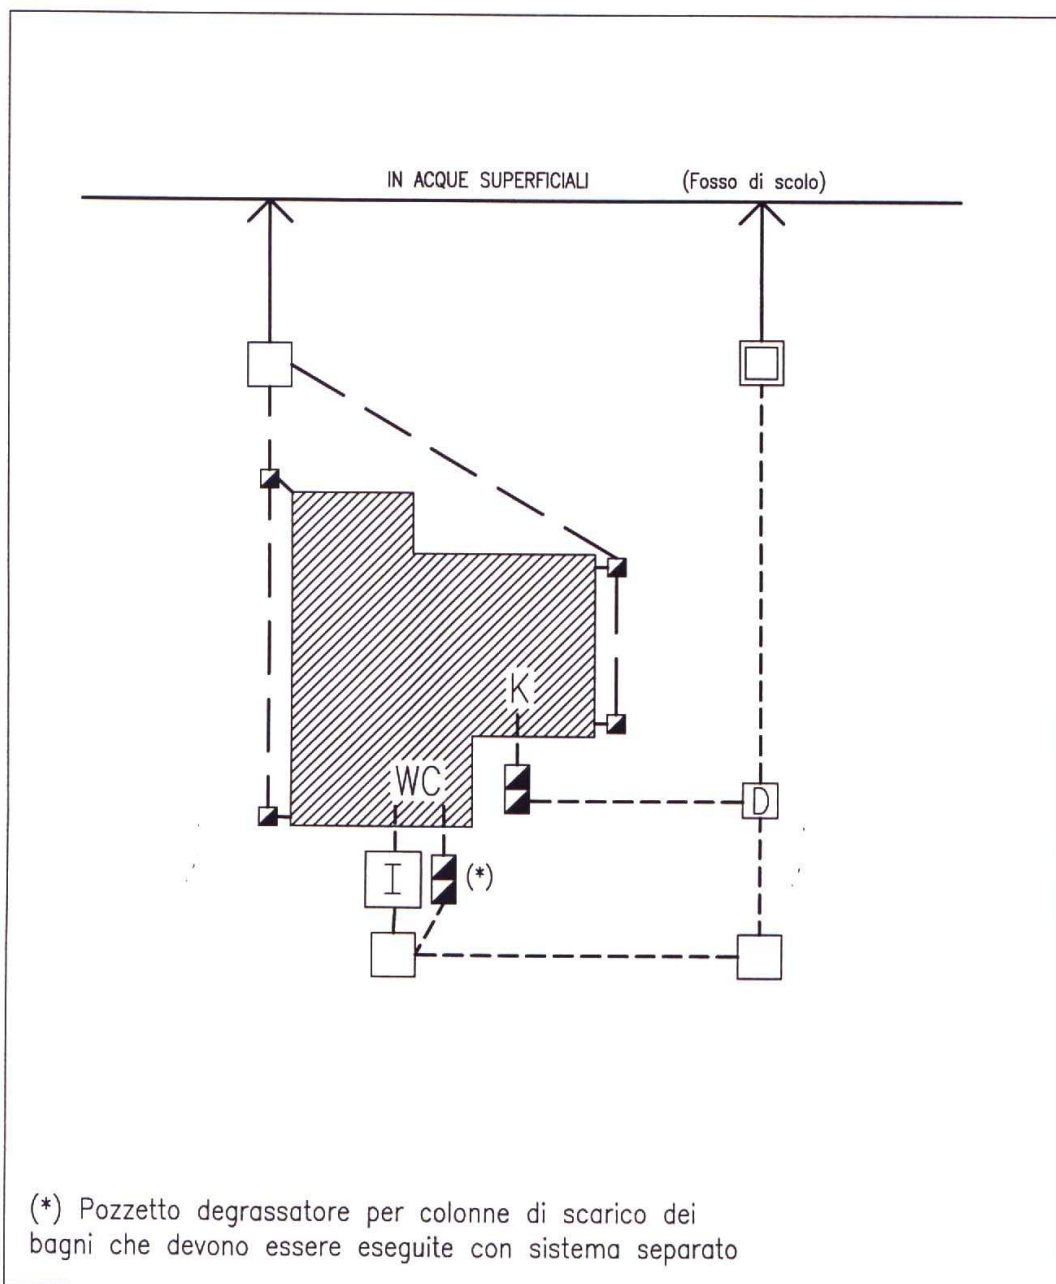 IN ACQUE SUPERFICIALI (Fosso di scolo)
K
WC
D
I
(*)
(*) Pozzetto degrassatore per colonne di scarico dei
bagni che devono essere eseguite con sistema separato